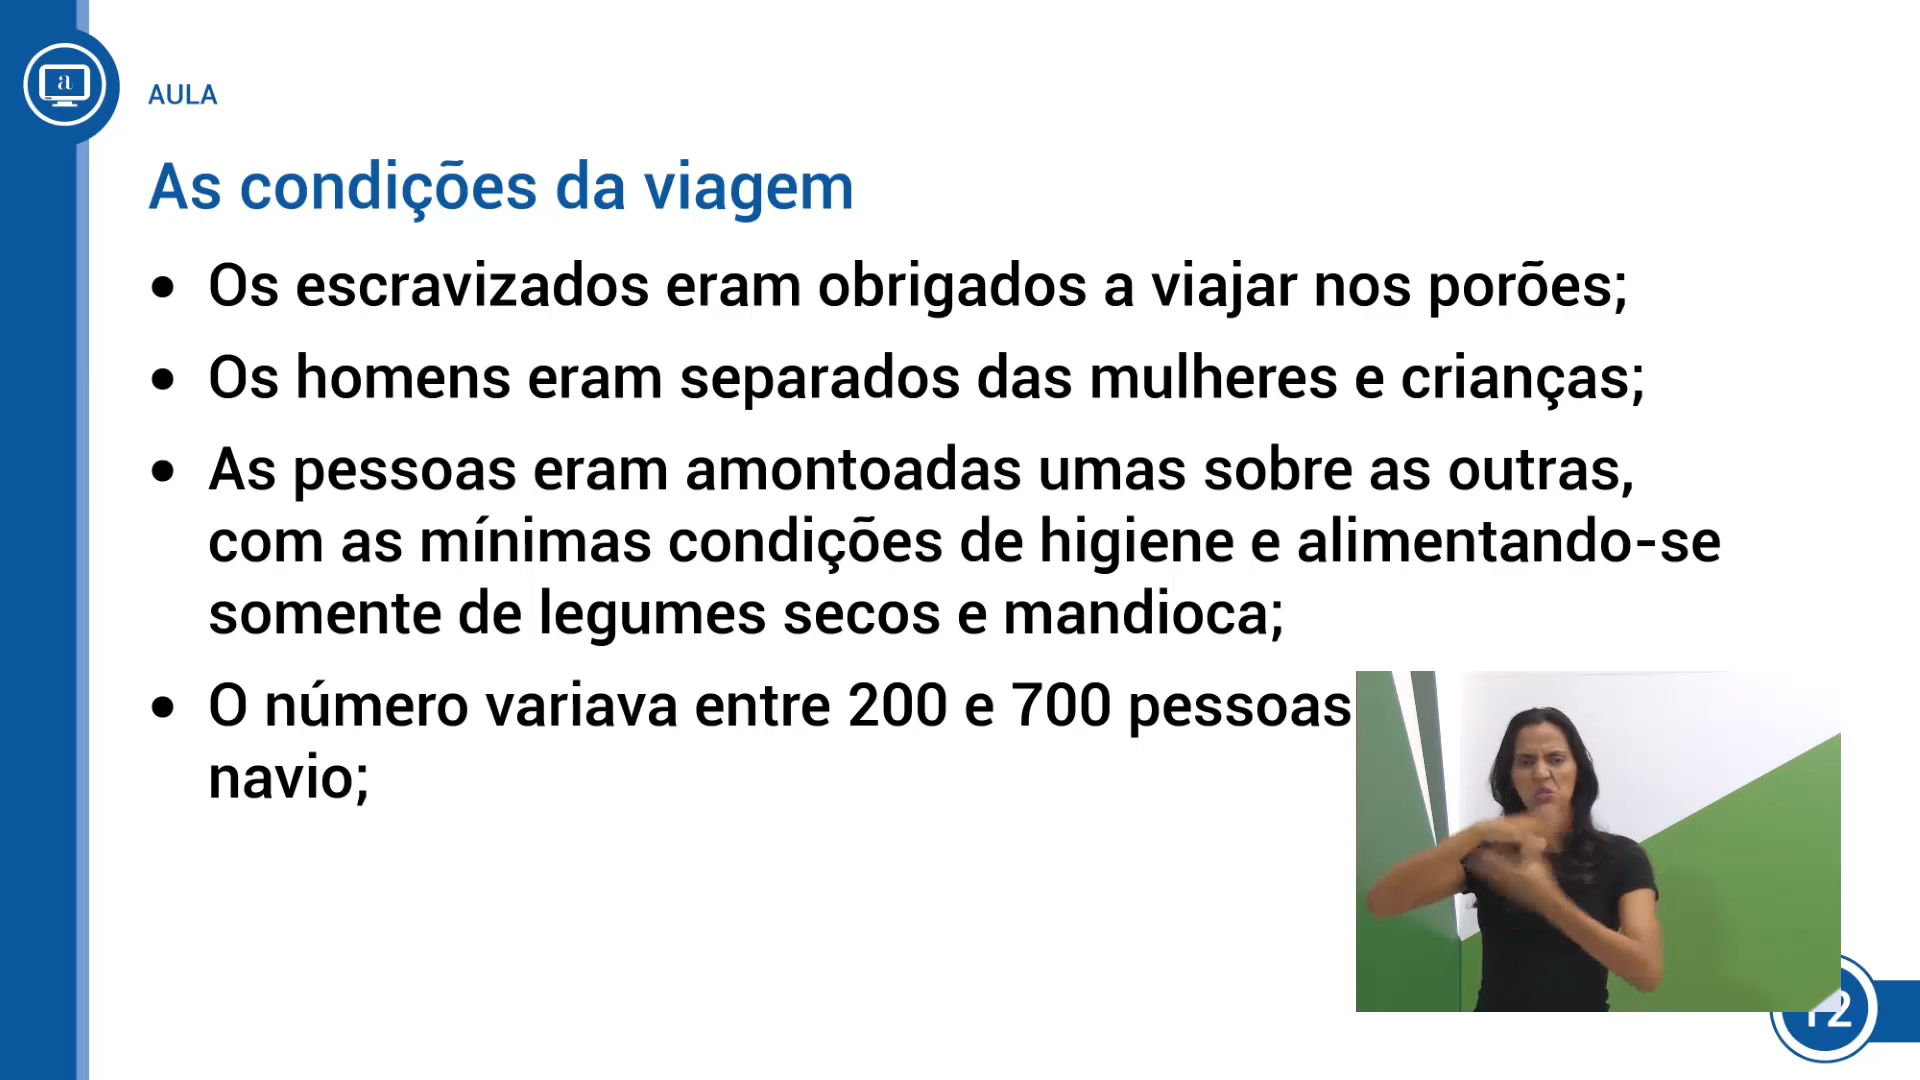 a
AULA
As condições da viagem
• Os escravizados eram obrigados a viajar nos porões;
• Os homens eram separados das mulheres e crianças;
• As pessoas eram amontoadas umas sobre as outras,
com as mínimas condições de higiene e alimentando-se
somente de legumes secos e mandioca;
• O número variava entre 200 e 700 pessoas
navio;